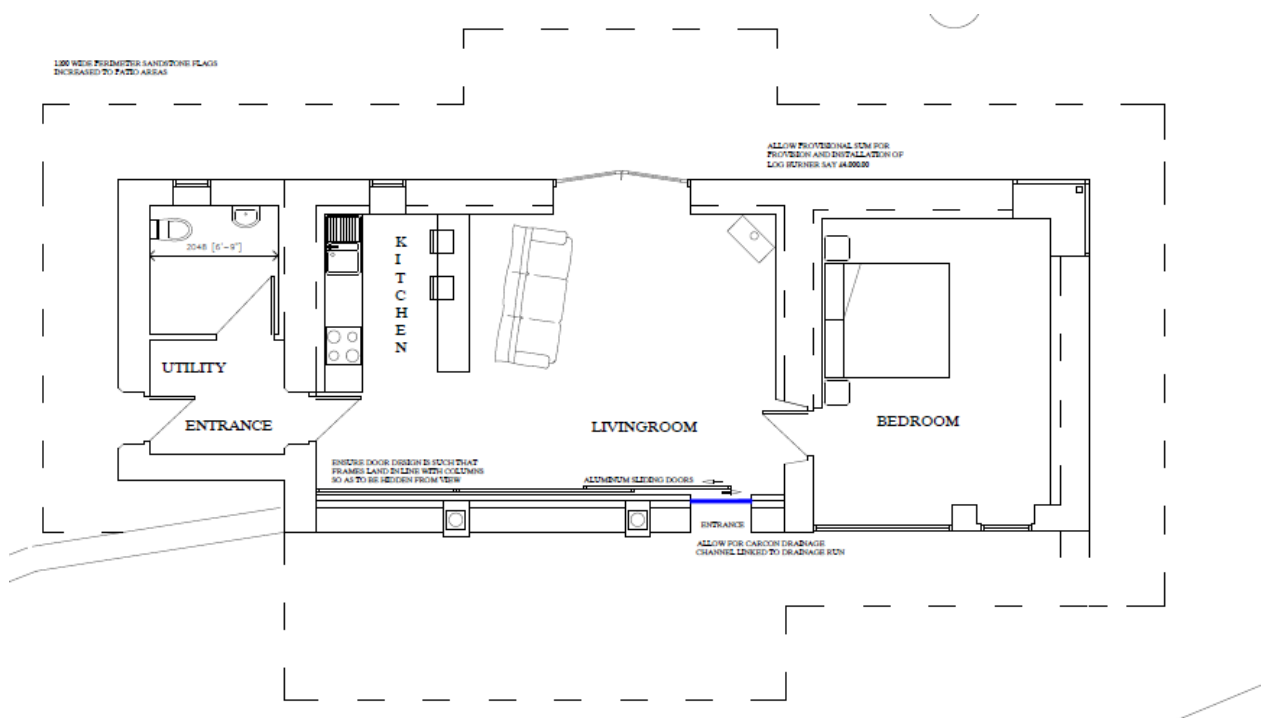 1200 WIDE PERIMETER SANDSTONE FLAGS
INCREASED TO PATIO AREAS
ALLOW PROVISIONAL SUM FOR
PROVISION AND INSTALLATION OF
LOG BURNER SAY £4,000.00
KITCHEN
2048 [6'-9"]
UTILITY
ENTRANCE
LIVINGROOM
BEDROOM
ENSURE DOOR DESIGN IS SUCH THAT
FRAMES LAND IN LINE WITH COLUMNS
SO AS TO BE HIDDEN FROM VIEW
ALUMINUM SLIDING DOORS
ENTRANCE
ALLOW FOR CARCON DRAINAGE
CHANNEL LINKED TO DRAINAGE RUN